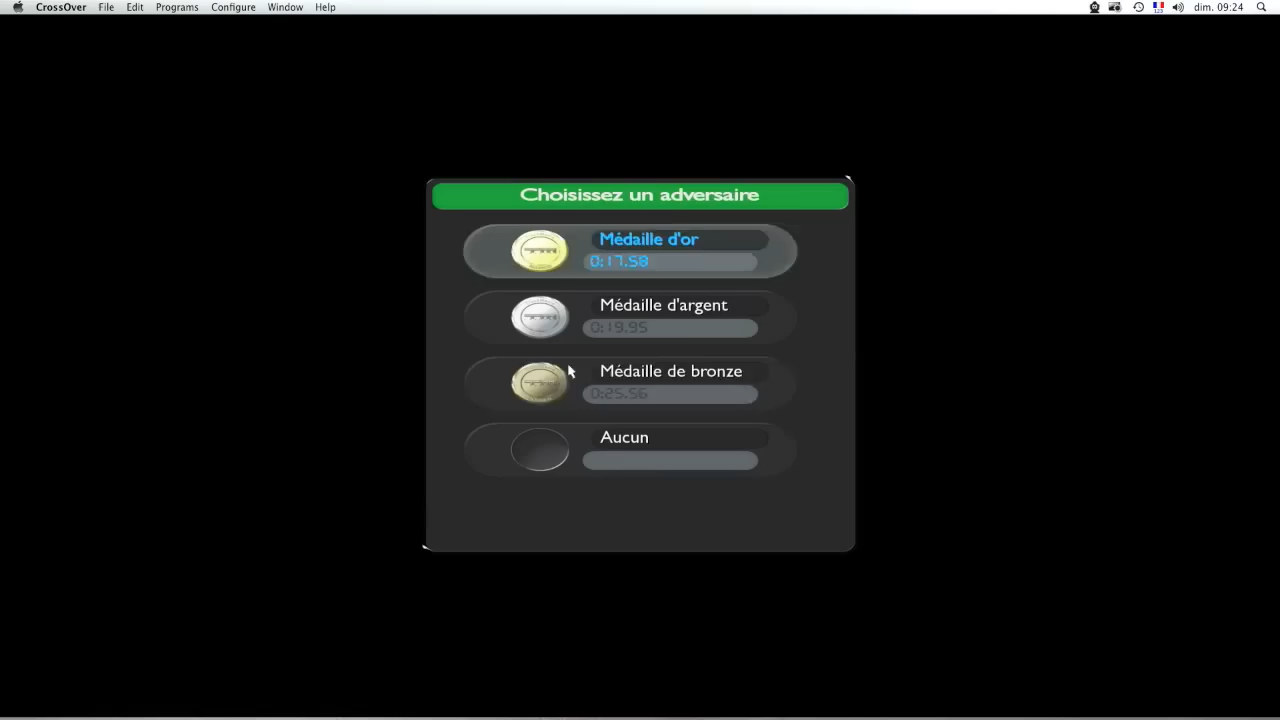 CrossOver File Edit Programs Configure Window Help dim. 09:24
Choisissez un adversaire
Médaille d'or
0:17.58
Médaille d'argent
0:19.95
Médaille de bronze
0:25.56
Aucun